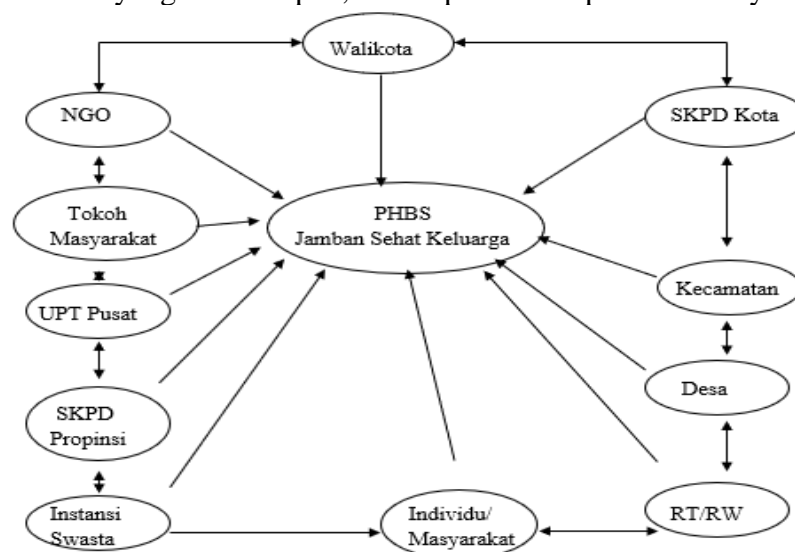 Walikota
NGO
SKPD Kota
Tokoh
Masyarakat
PHBS
Jamban Sehat Keluarga
UPT Pusat
Kecamatan
SKPD
Propinsi
Desa
Instansi
Swasta
Individu/
Masyarakat
RT/RW